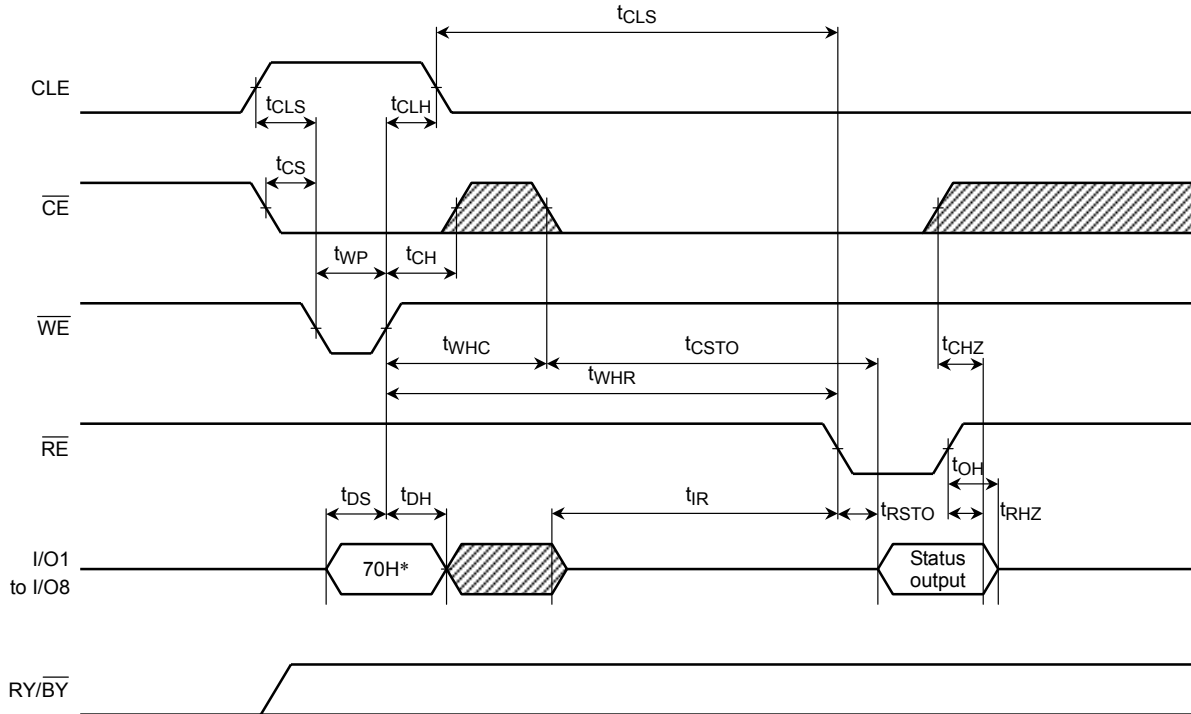 tCLS
CLE
tCLS
tCLH
tCS
CE
tWP
tCH
WE
tWHC
tCSTO
tCHZ
tWHR
RE
tOH
tDS
tDH
tIR
tRSTO
tRHZ
I/O1
to I/O8
70H*
Status
output
RY/BY